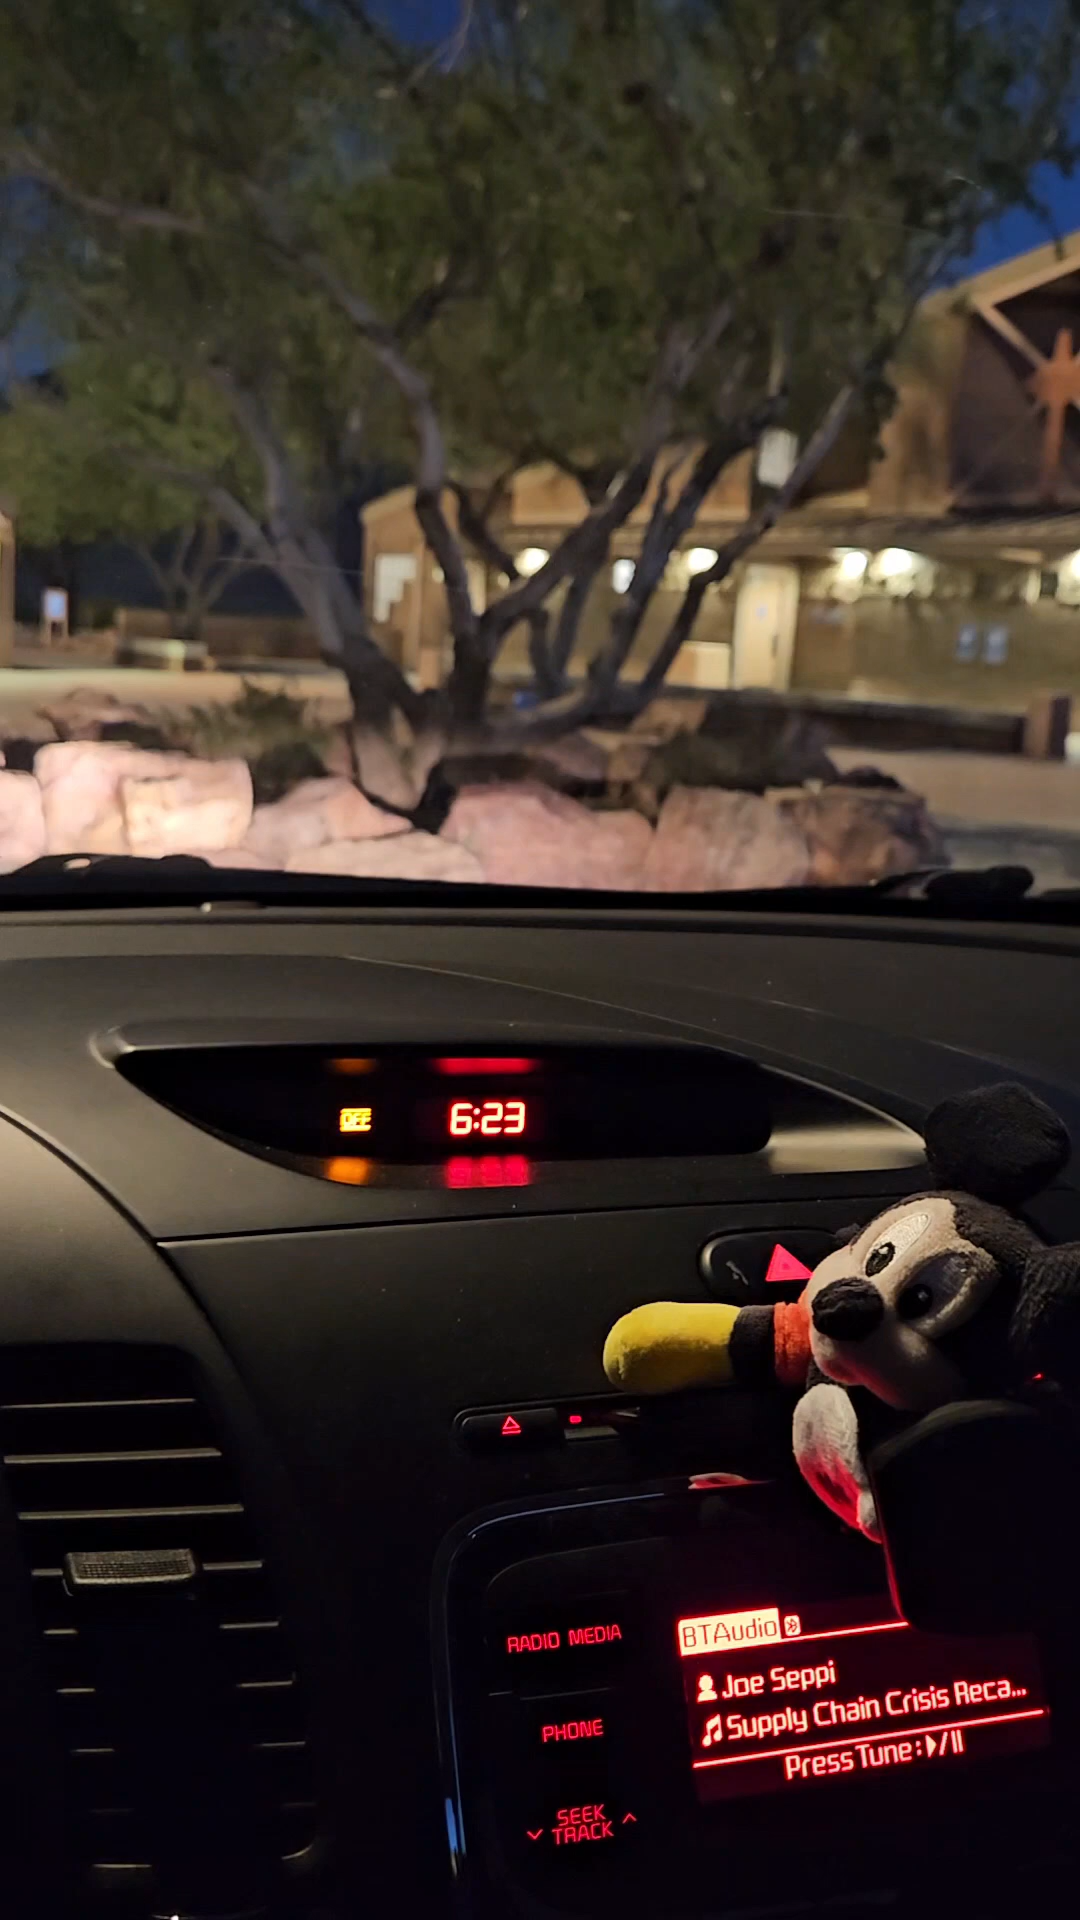 OFF
6:23
RADIO MEDIA
PHONE
SEEK
TRACK
BTAudio
Joe Seppi
Supply Chain Crisis Reca...
Press Tune:▶/II